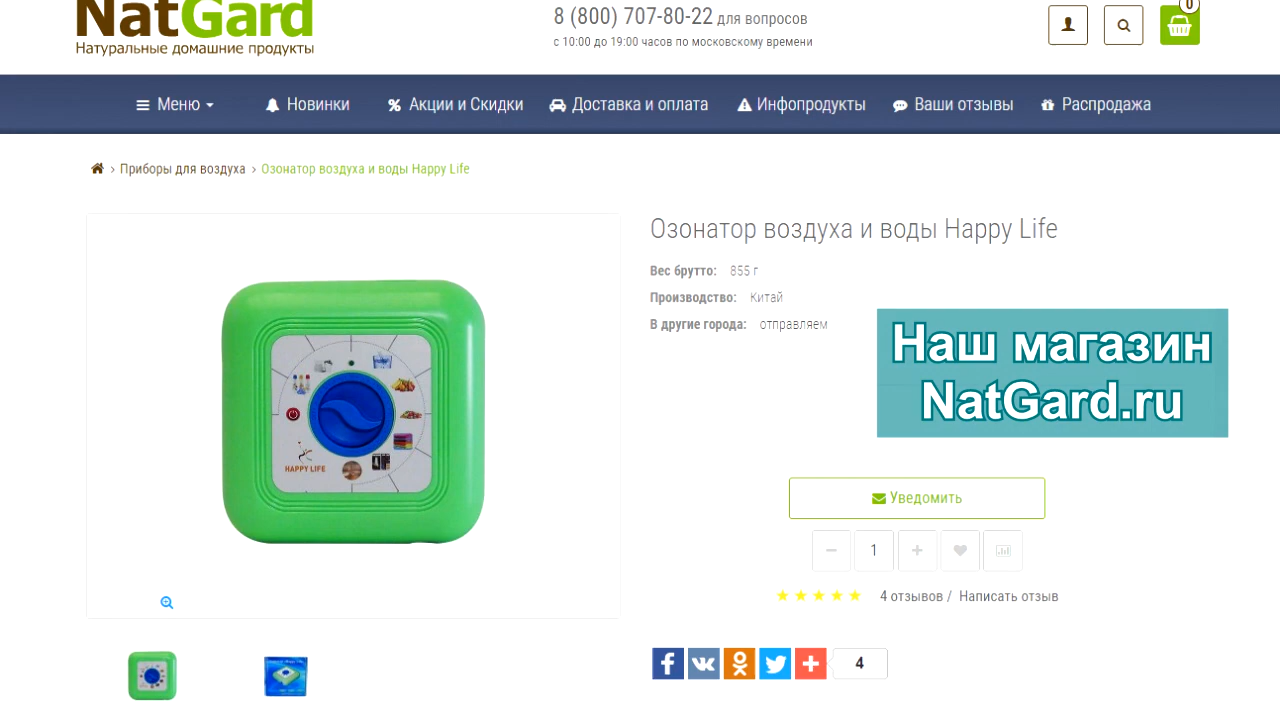 NatGard
Натуральные домашние продукты
8 (800) 707-80-22 для вопросов
с 10:00 до 19:00 часов по московскому времени
0
Меню
Новинки
Акции и Скидки
Доставка и оплата
Инфопродукты
Ваши отзывы
Распродажа
Приборы для воздуха > Озонатор воздуха и воды Happy Life
Озонатор воздуха и воды Happy Life
Вес брутто: 855 г
Производство: Китай
В другие города: отправляем
Наш магазин
NatGard.ru
HAPPY LIFE
Уведомить
1
4 отзывов / Написать отзыв
4